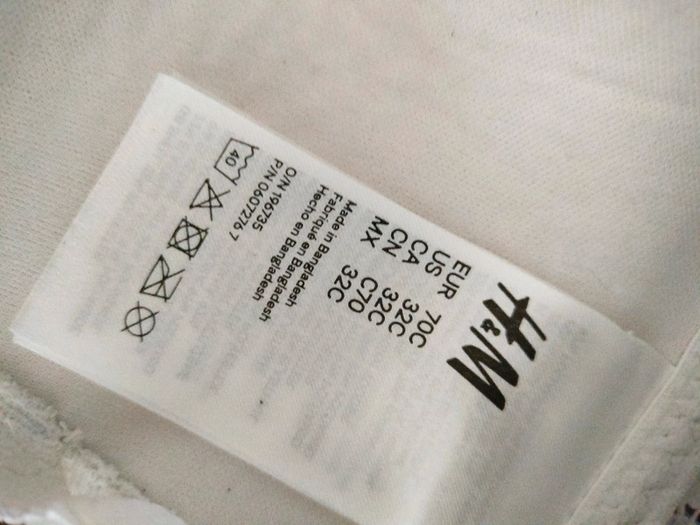 H&M
EUR 70C
US 32C
CA 32C
CN C70
MX 32C
Made in Bangladesh
Fabriqué en Bangladesh
Hecho en Bangladesh
O/N 196735
P/N 0607276 7
40